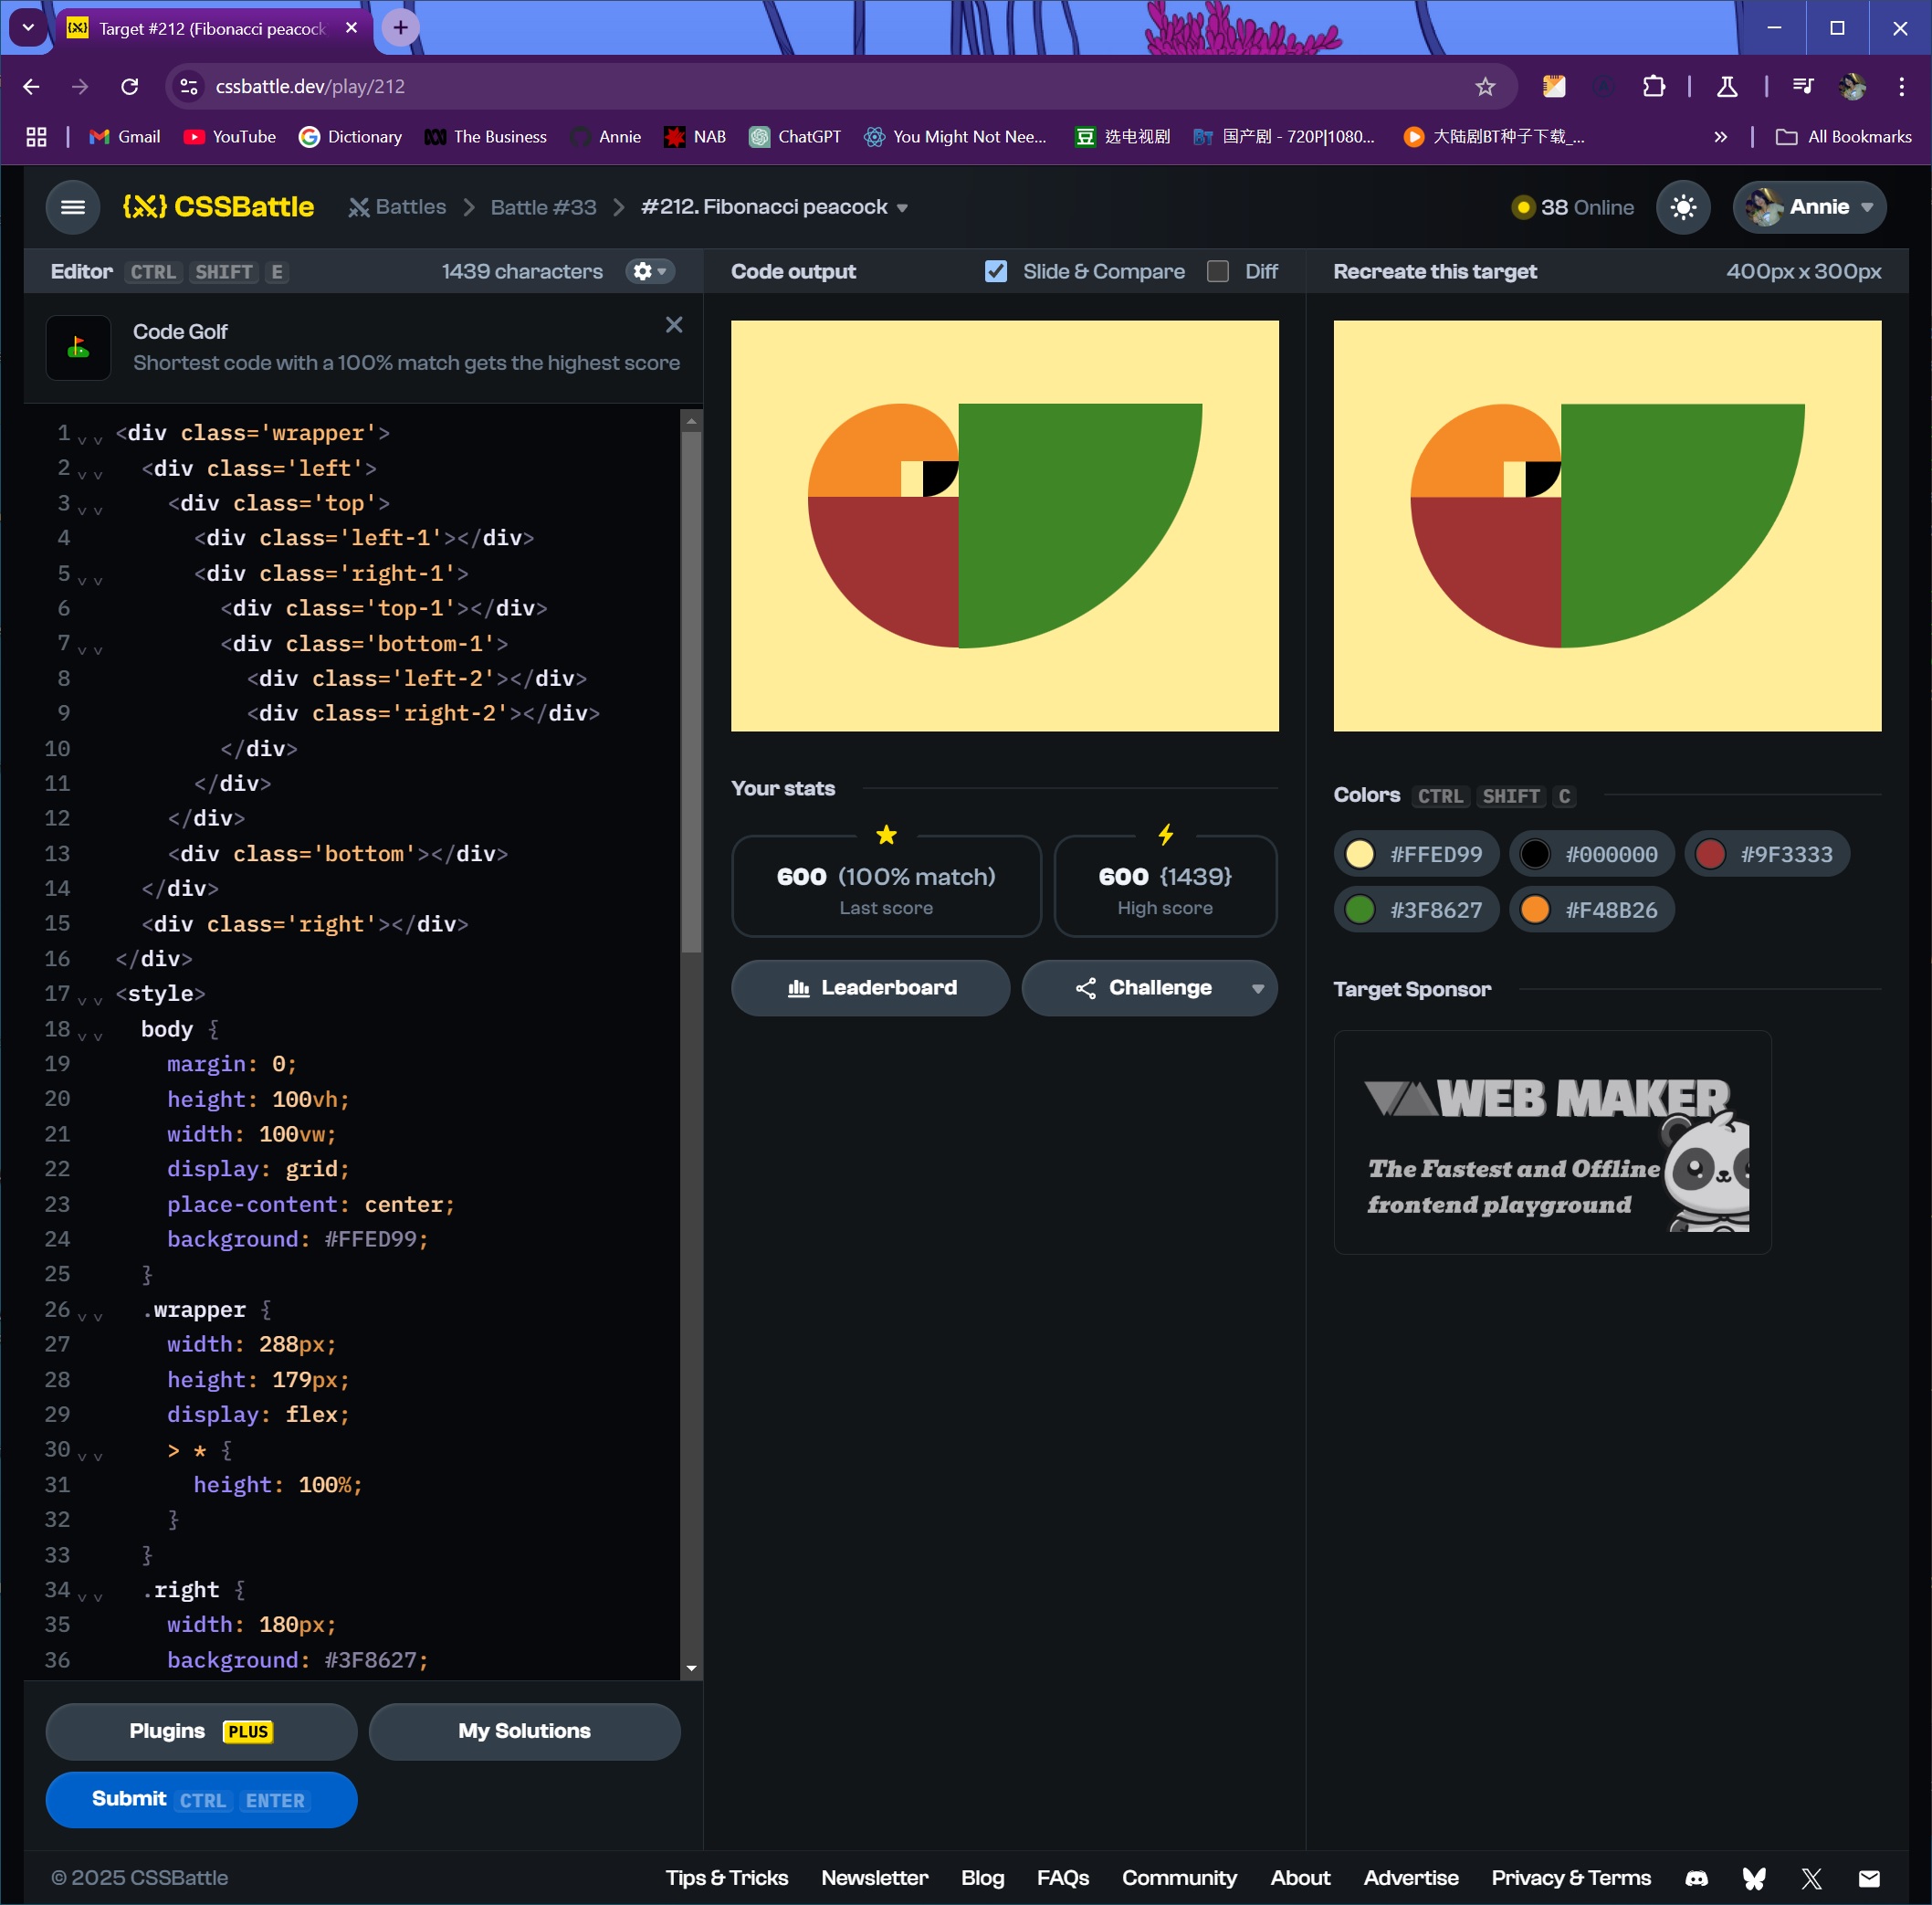 Target #212 (Fibonacci peacock
cssbattle.dev/play/212
Gmail
YouTube
Dictionary
The Business
Annie
NAB
ChatGPT
You Might Not Nee...
选电视剧
国产剧 - 720P|1080...
大陆剧BT种子下载_...
All Bookmarks
CSSBattle
Battles
Battle #33
#212. Fibonacci peacock
38 Online
Annie
Editor CTRL SHIFT E
1439 characters
Code output
Slide & Compare
Diff
Recreate this target
400px x 300px
Code Golf
Shortest code with a 100% match gets the highest score
1 <div class='wrapper'>
2 <div class='left'>
3 <div class='top'>
4 <div class='left-1'></div>
5 <div class='right-1'>
6 <div class='top-1'></div>
7 <div class='bottom-1'>
8 <div class='left-2'></div>
9 <div class='right-2'></div>
10 </div>
11 </div>
12 </div>
13 <div class='bottom'></div>
14 </div>
15 <div class='right'></div>
16 </div>
17 <style>
18 body {
19 margin: 0;
20 height: 100vh;
21 width: 100vw;
22 display: grid;
23 place-content: center;
24 background: #FFED99;
25 }
26 .wrapper {
27 width: 288px;
28 height: 179px;
29 display: flex;
30 > * {
31 height: 100%;
32 }
33 }
34 .right {
35 width: 180px;
36 background: #3F8627;
Plugins PLUS
My Solutions
Submit CTRL ENTER
Your stats
600 (100% match)
Last score
600 {1439}
High score
Leaderboard
Challenge
Colors CTRL SHIFT C
#FFED99
#000000
#9F3333
#3F8627
#F48B26
Target Sponsor
WEB MAKER
The Fastest and Offline
frontend playground
© 2025 CSSBattle
Tips & Tricks
Newsletter
Blog
FAQs
Community
About
Advertise
Privacy & Terms